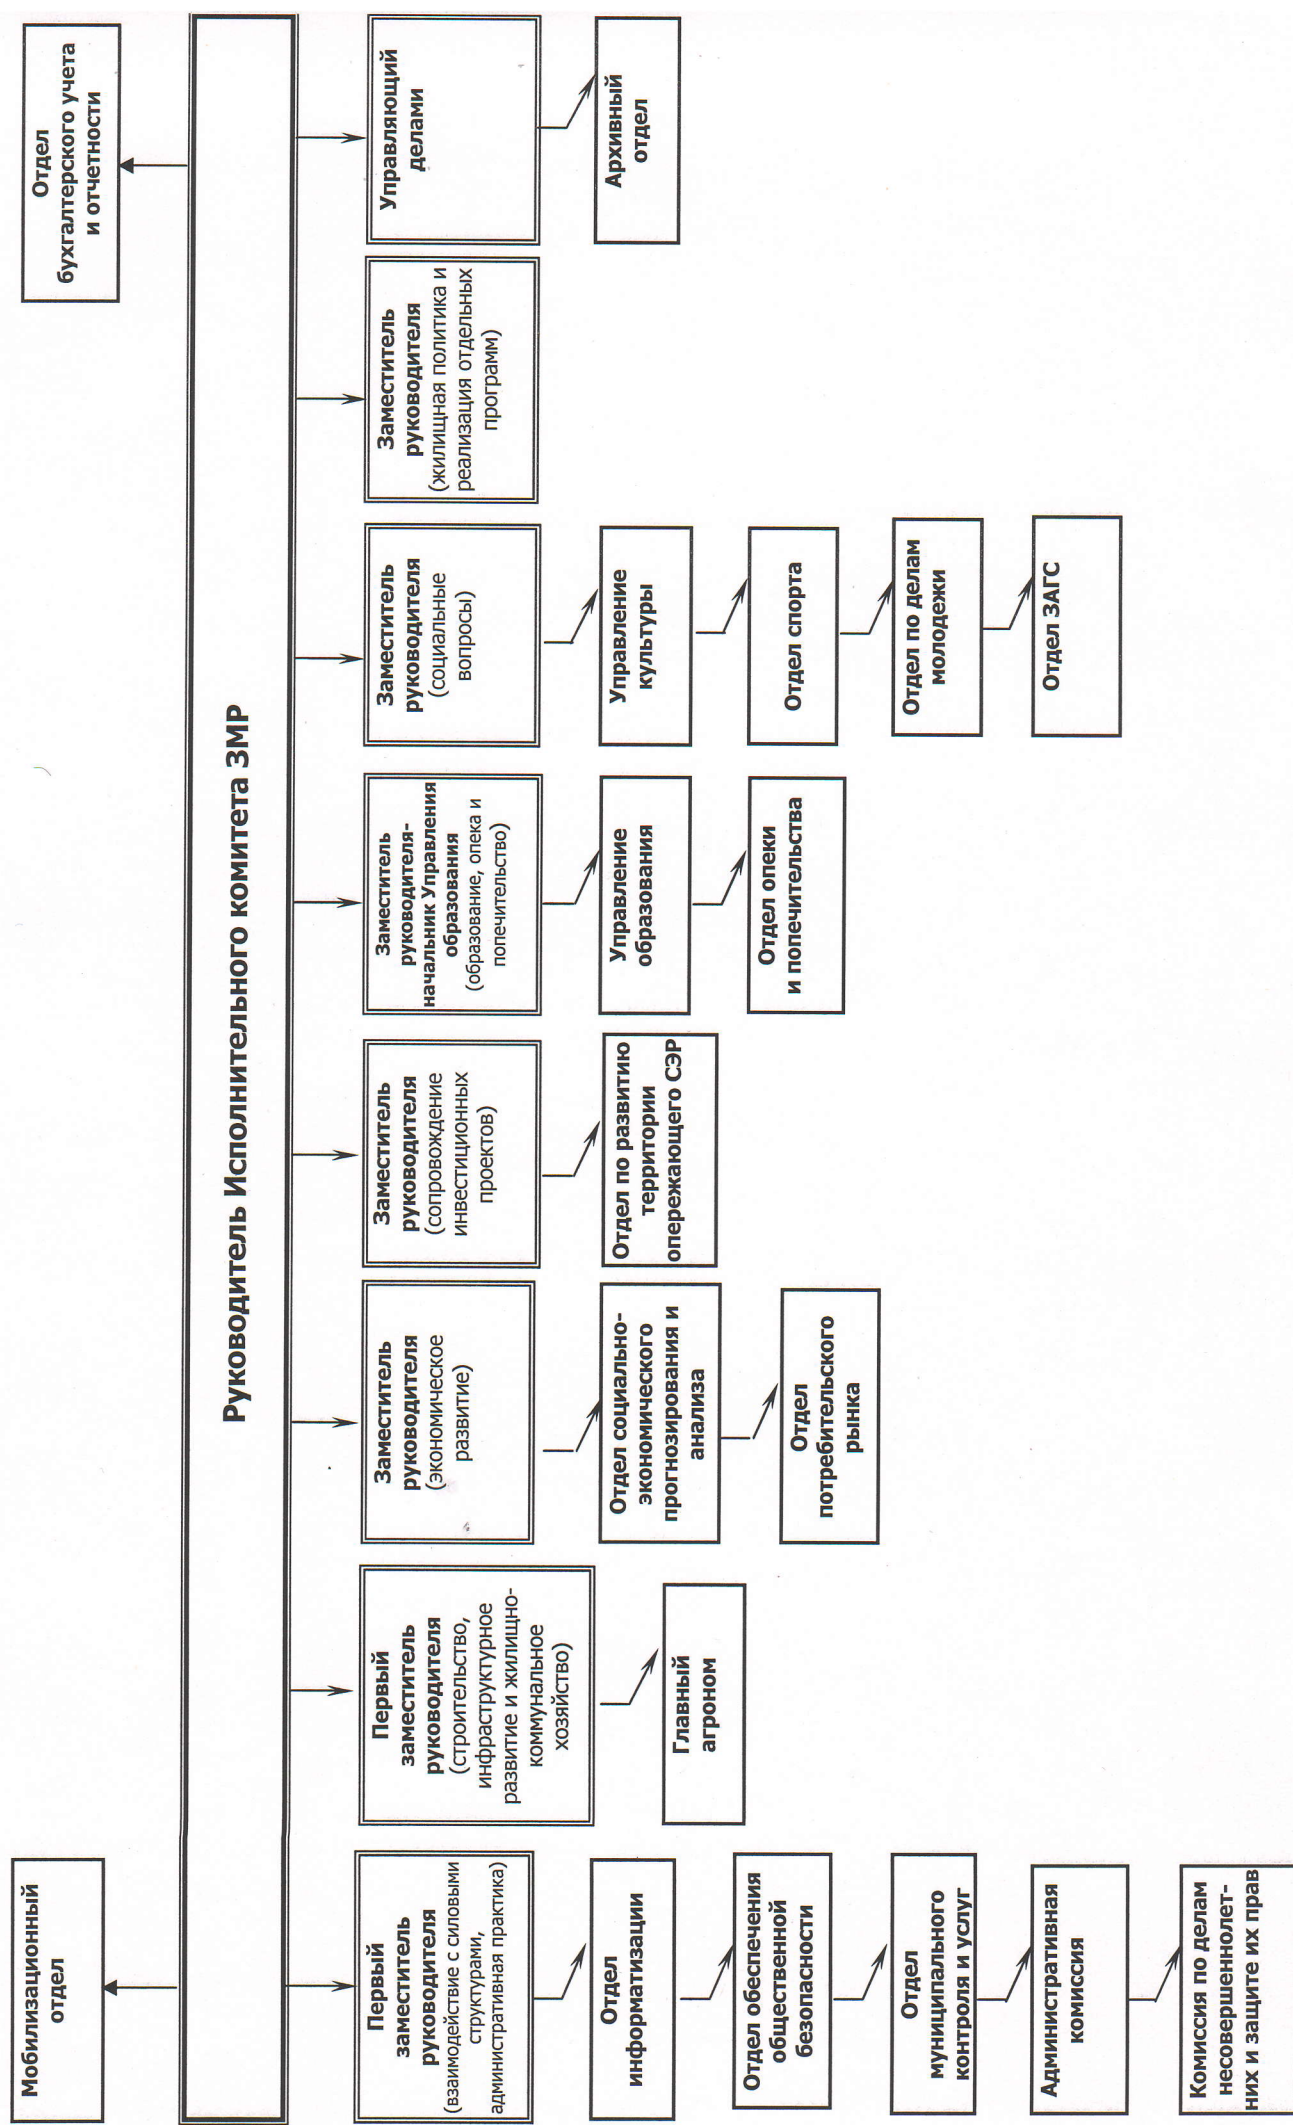 Мобилизационный
отдел
Отдел
бухгалтерского учета
и отчетности
Руководитель Исполнительного комитета ЗМР
Первый
заместитель
руководителя
(взаимодействие с силовыми
структурами,
административная практика)
Отдел
информатизации
Отдел обеспечения
общественной
безопасности
Отдел
муниципального
контроля и услуг
Административная
комиссия
Комиссия по делам
несовершеннолет-
них и защите их прав
Первый
заместитель
руководителя
(строительство,
инфраструктурное
развитие и жилищно-
коммунальное
хозяйство)
Главный
агроном
Заместитель
руководителя
(экономическое
развитие)
Отдел социально-
экономического
прогнозирования и
анализа
Отдел
потребительского
рынка
Заместитель
руководителя
(сопровождение
инвестиционных
проектов)
Отдел по развитию
территории
опережающего СЭР
Заместитель
руководителя-
начальник Управления
образования
(образование, опека и
попечительство)
Управление
образования
Отдел опеки
и попечительства
Заместитель
руководителя
(социальные
вопросы)
Управление
культуры
Отдел спорта
Отдел по делам
молодежи
Отдел ЗАГС
Заместитель
руководителя
(жилищная политика и
реализация отдельных
программ)
Управляющий
делами
Архивный
отдел